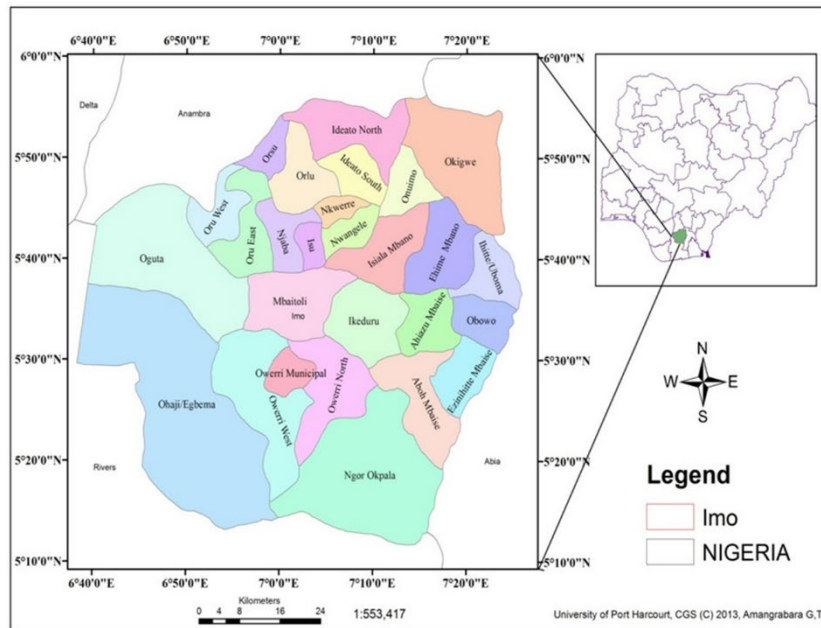 6°40'0"E 6°50'0"E 7°0'0"E 7°10'0"E 7°20'0"E
6°0'0"N
6°0'0"N
Delta
Anambra
Ideato North
5°50'0"N
Orsu
Okigwe
5°50'0"N
Orlu
Ideato South
Onuimo
Nkwerre
Oru West
Oru East
Njaba
Isu
Nwangele
Isiala Mbano
Ehime Mbano
Ihitte/Uboma
5°40'0"N
Oguta
5°40'0"N
Mbaitoli
Imo
Ikeduru
Ahiazu Mbaise
Obowo
5°30'0"N
5°30'0"N
Owerri Municipal
Owerri North
Aboh Mbaise
Ezinihitte Mbaise
Ohaji/Egbema
Owerri West
5°20'0"N
Rivers
Ngor Okpala
Abia
5°20'0"N
5°10'0"N
5°10'0"N
6°40'0"E 6°50'0"E 7°0'0"E 7°10'0"E 7°20'0"E
N
W E
S
Legend
Imo
NIGERIA
Kilometers
0 4 8 16 24
1:553,417
University of Port Harcourt, CGS (C) 2013, Amangrabara G,T